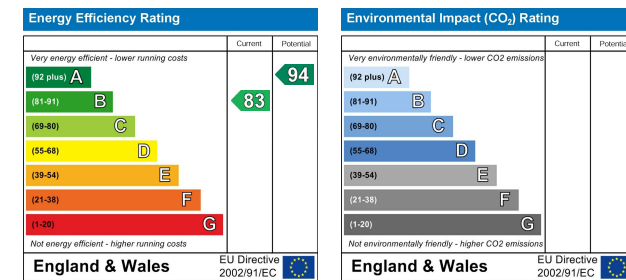 Energy Efficiency Rating
Current Potential
Very energy efficient - lower running costs
(92 plus) A
94
(81-91) B
83
(69-80) C
(55-68) D
(39-54) E
(21-38) F
(1-20) G
Not energy efficient - higher running costs
England & Wales
EU Directive
2002/91/EC
Environmental Impact (CO2) Rating
Current Potential
Very environmentally friendly - lower CO2 emissions
(92 plus) A
(81-91) B
(69-80) C
(55-68) D
(39-54) E
(21-38) F
(1-20) G
Not environmentally friendly - higher CO2 emissions
England & Wales
EU Directive
2002/91/EC